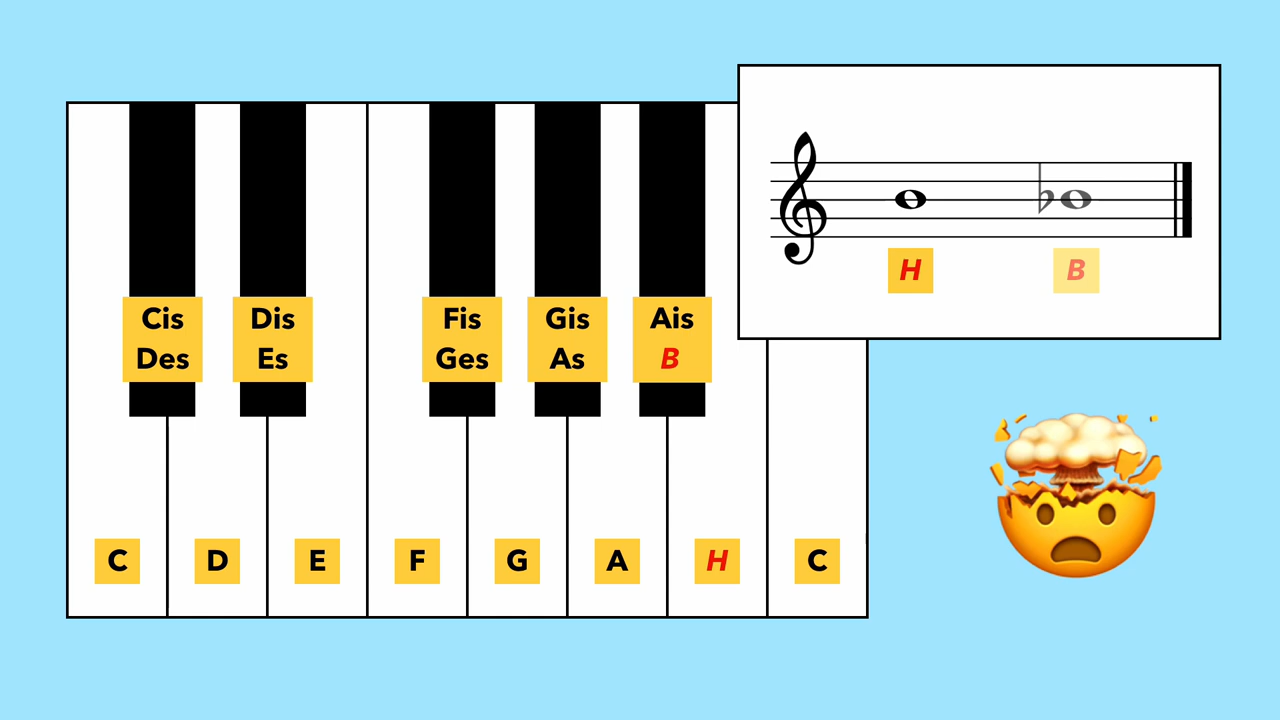 H B
Cis Dis Fis Gis Ais
Des Es Ges As B
C D E F G A H C